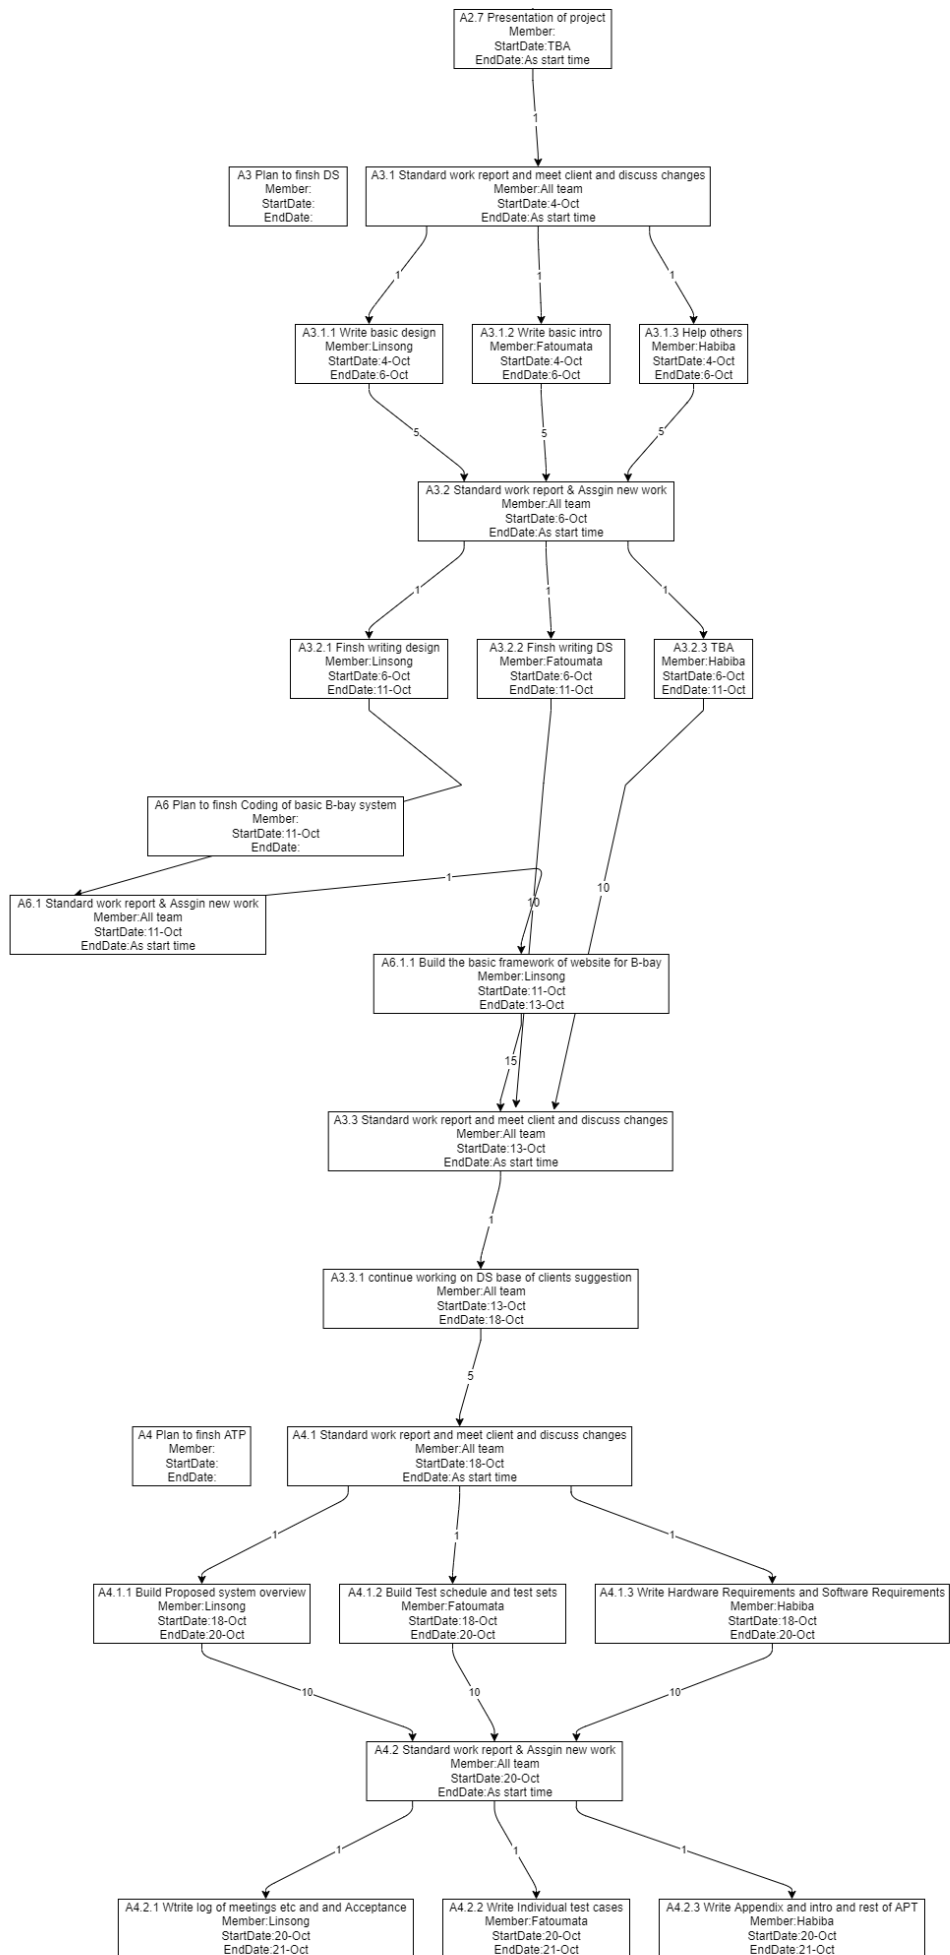 A2.7 Presentation of project
Member:
StartDate:TBA
EndDate:As start time
1
A3 Plan to finsh DS
Member:
StartDate:
EndDate:
A3.1 Standard work report and meet client and discuss changes
Member:All team
StartDate:4-Oct
EndDate:As start time
1
1
1
A3.1.1 Write basic design
Member:Linsong
StartDate:4-Oct
EndDate:6-Oct
A3.1.2 Write basic intro
Member:Fatoumata
StartDate:4-Oct
EndDate:6-Oct
A3.1.3 Help others
Member:Habiba
StartDate:4-Oct
EndDate:6-Oct
5
5
5
A3.2 Standard work report & Assgin new work
Member:All team
StartDate:6-Oct
EndDate:As start time
1
1
1
A3.2.1 Finsh writing design
Member:Linsong
StartDate:6-Oct
EndDate:11-Oct
A3.2.2 Finsh writing DS
Member:Fatoumata
StartDate:6-Oct
EndDate:11-Oct
A3.2.3 TBA
Member:Habiba
StartDate:6-Oct
EndDate:11-Oct
A6 Plan to finsh Coding of basic B-bay system
Member:
StartDate:11-Oct
EndDate:
1
10
10
A6.1 Standard work report & Assgin new work
Member:All team
StartDate:11-Oct
EndDate:As start time
A6.1.1 Build the basic framework of website for B-bay
Member:Linsong
StartDate:11-Oct
EndDate:13-Oct
15
A3.3 Standard work report and meet client and discuss changes
Member:All team
StartDate:13-Oct
EndDate:As start time
1
A3.3.1 continue working on DS base of clients suggestion
Member:All team
StartDate:13-Oct
EndDate:18-Oct
5
A4 Plan to finsh ATP
Member:
StartDate:
EndDate:
A4.1 Standard work report and meet client and discuss changes
Member:All team
StartDate:18-Oct
EndDate:As start time
1
1
1
A4.1.1 Build Proposed system overview
Member:Linsong
StartDate:18-Oct
EndDate:20-Oct
A4.1.2 Build Test schedule and test sets
Member:Fatoumata
StartDate:18-Oct
EndDate:20-Oct
A4.1.3 Write Hardware Requirements and Software Requirements
Member:Habiba
StartDate:18-Oct
EndDate:20-Oct
10
10
10
A4.2 Standard work report & Assgin new work
Member:All team
StartDate:20-Oct
EndDate:As start time
1
1
1
A4.2.1 Wtrite log of meetings etc and and Acceptance
Member:Linsong
StartDate:20-Oct
EndDate:21-Oct
A4.2.2 Write Individual test cases
Member:Fatoumata
StartDate:20-Oct
EndDate:21-Oct
A4.2.3 Write Appendix and intro and rest of APT
Member:Habiba
StartDate:20-Oct
EndDate:21-Oct